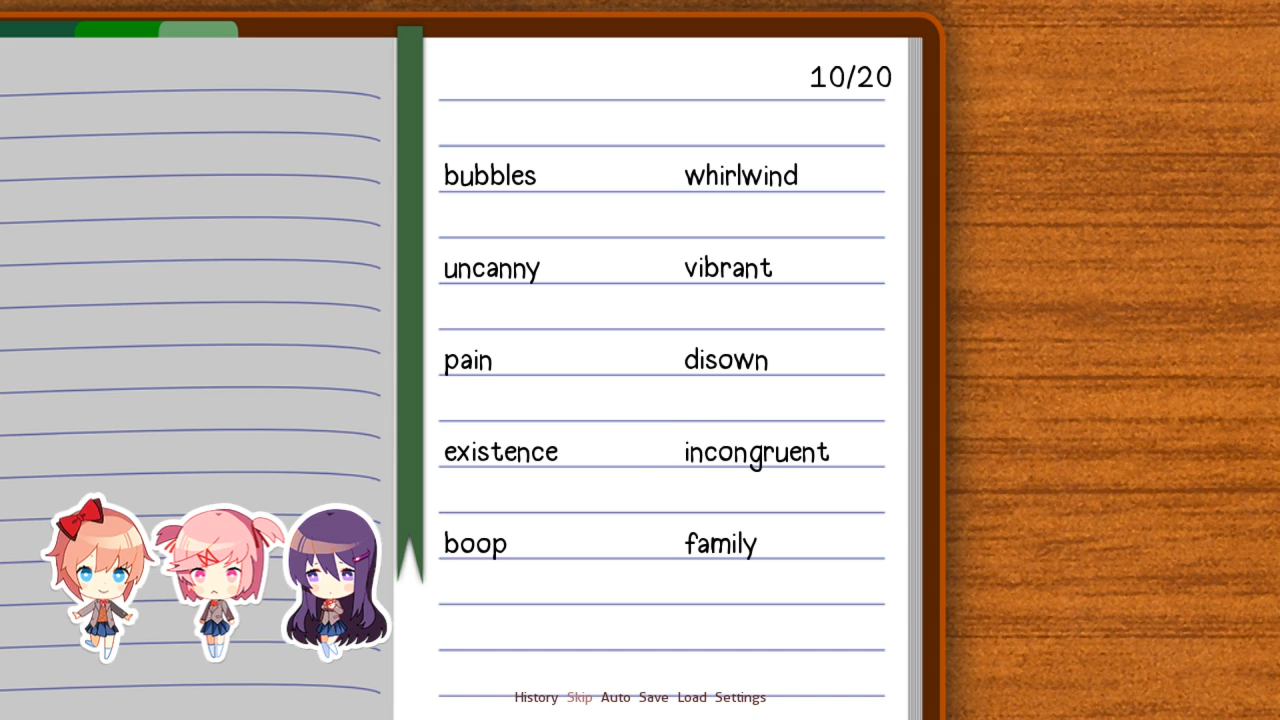 10/20
bubbles whirlwind
uncanny vibrant
pain disown
existence incongruent
boop family
History Skip Auto Save Load Settings